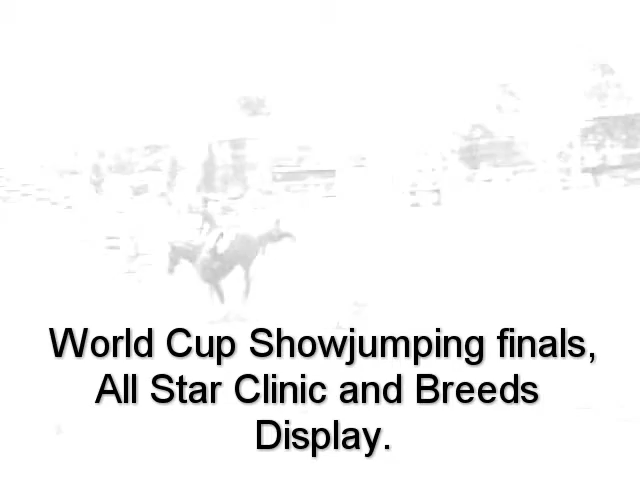 World Cup Showjumping finals,
All Star Clinic and Breeds
Display.